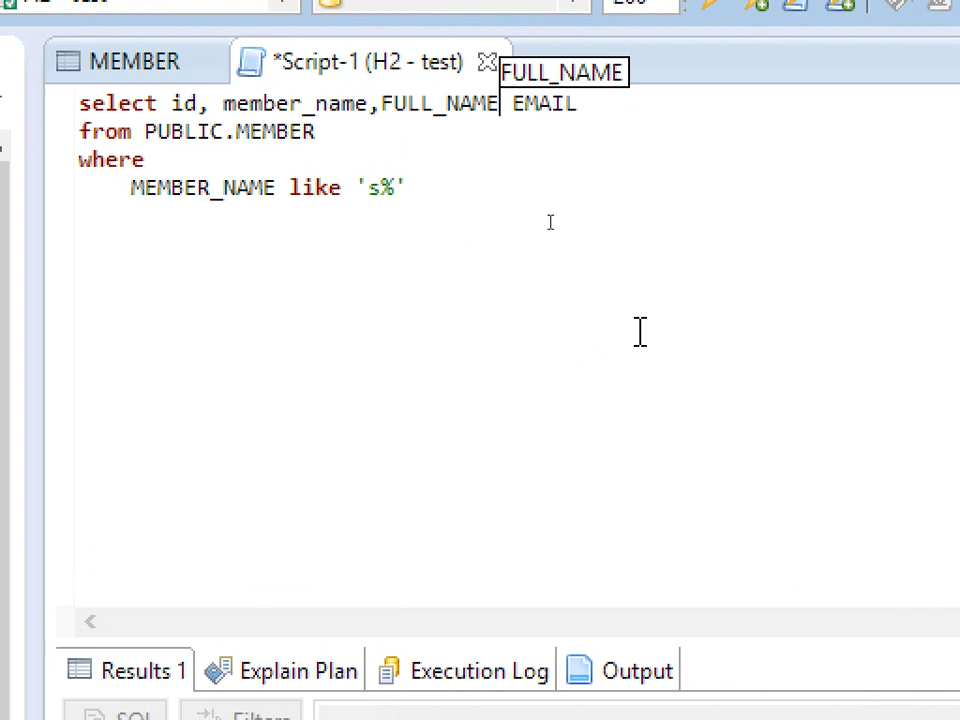 MEMBER
*Script-1 (H2 - test)
FULL_NAME
select id, member_name,FULL_NAME EMAIL
from PUBLIC.MEMBER
where
MEMBER_NAME like 's%'
Results 1
Explain Plan
Execution Log
Output